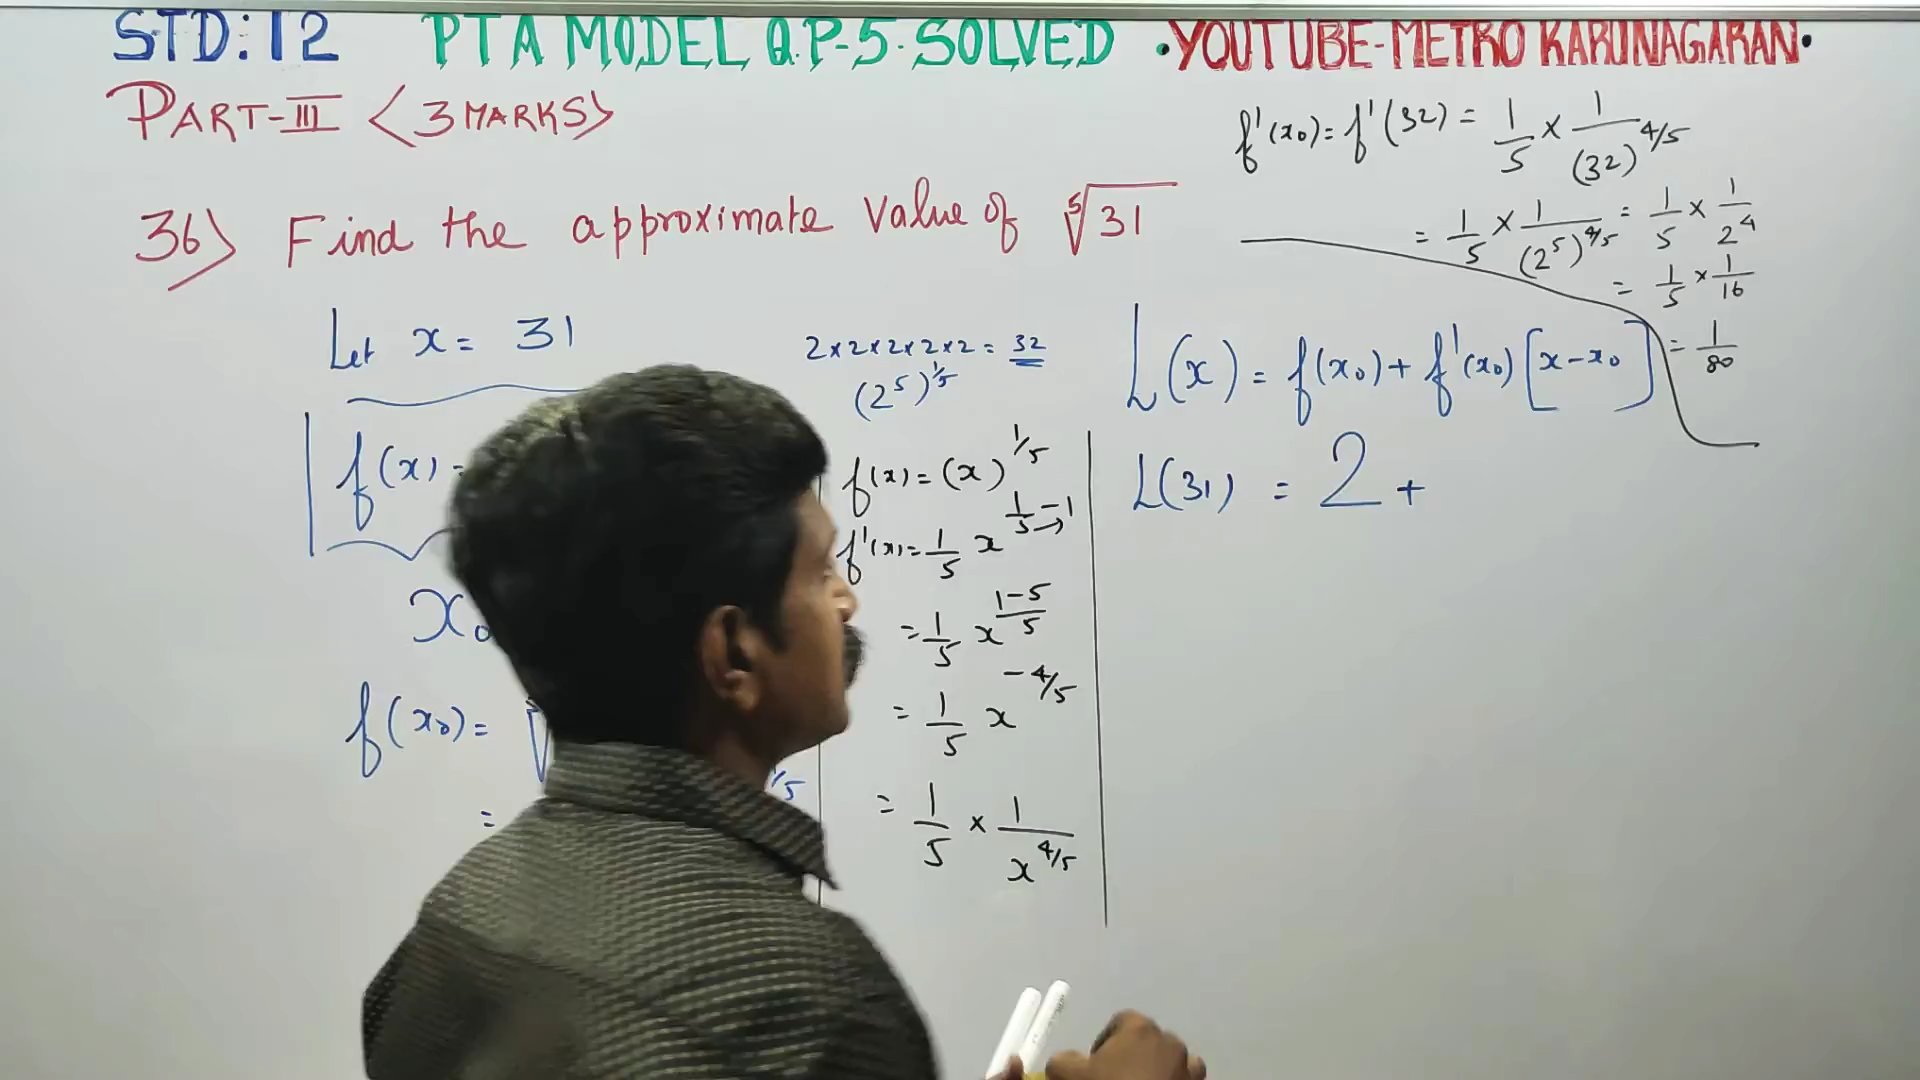 STD: 12 PTA MODEL Q.P-5. SOLVED •YOUTUBE-METRO KARUNAGARAN•
PART-III <3 MARKS>
36) Find the approximate value of ⁵√31
Let x = 31
f(x) =
x₀
f(x₀) = √
= 1/5
2×2×2×2×2 = 32
(2⁵)^1/5
f(x) = (x)^1/5
f'(x) = 1/5 x^(1/5 - 1)
= 1/5 x^(1-5)/5
= 1/5 x^-4/5
= 1/5 × 1/x^4/5
f'(x₀) = f'(32) = 1/5 × 1/(32)^4/5
= 1/5 × 1/(2⁵)^4/5 = 1/5 × 1/2⁴
= 1/5 × 1/16
= 1/80
L(x) = f(x₀) + f'(x₀) [x - x₀]
L(31) = 2 +